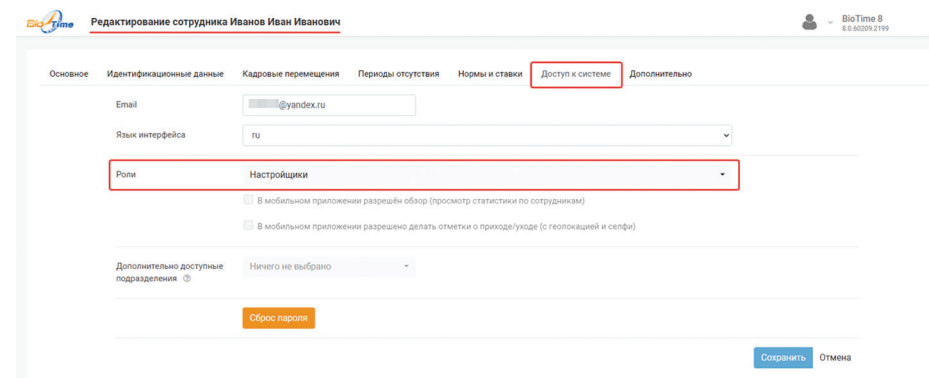 BioTime
Редактирование сотрудника Иванов Иван Иванович
BioTime 8
8.0.60209.2199
Основное Идентификационные данные Кадровые перемещения Периоды отсутствия Нормы и ставки Доступ к системе Дополнительно
Email
@yandex.ru
Язык интерфейса
ru
Роли
Настройщики
В мобильном приложении разрешён обзор (просмотр статистики по сотрудникам)
В мобильном приложении разрешено делать отметки о приходе/уходе (с геолокацией и селфи)
Дополнительно доступные
подразделения ?
Ничего не выбрано
Сброс пароля
Сохранить Отмена